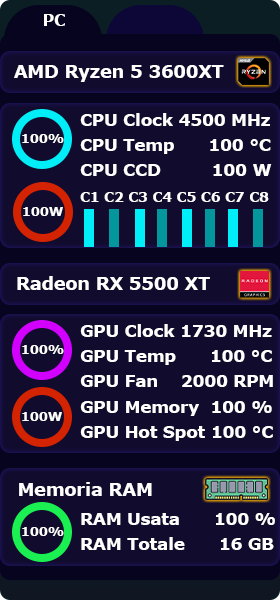 PC
AMD Ryzen 5 3600XT
RYZEN
100%
CPU Clock 4500 MHz
CPU Temp 100 °C
CPU CCD 100 W
100W
C1 C2 C3 C4 C5 C6 C7 C8
Radeon RX 5500 XT
RADEON
GRAPHICS
100%
GPU Clock 1730 MHz
GPU Temp 100 °C
GPU Fan 2000 RPM
100W
GPU Memory 100 %
GPU Hot Spot 100 °C
Memoria RAM
100%
RAM Usata 100 %
RAM Totale 16 GB